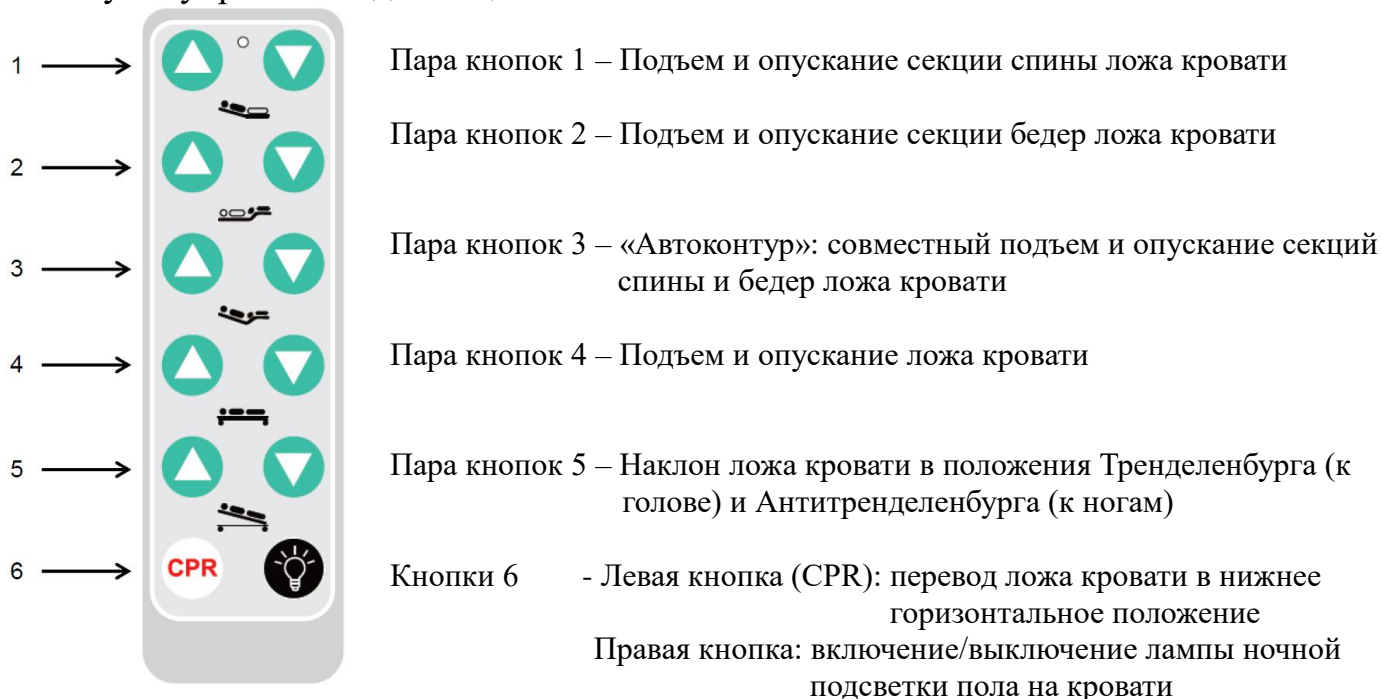 1
Пара кнопок 1 – Подъем и опускание секции спины ложа кровати
2
Пара кнопок 2 – Подъем и опускание секции бедер ложа кровати
3
Пара кнопок 3 – «Автоконтур»: совместный подъем и опускание секций
спины и бедер ложа кровати
4
Пара кнопок 4 – Подъем и опускание ложа кровати
5
Пара кнопок 5 – Наклон ложа кровати в положения Тренделенбурга (к
голове) и Антитренделенбурга (к ногам)
6
CPR
Кнопки 6 - Левая кнопка (CPR): перевод ложа кровати в нижнее
горизонтальное положение
Правая кнопка: включение/выключение лампы ночной
подсветки пола на кровати